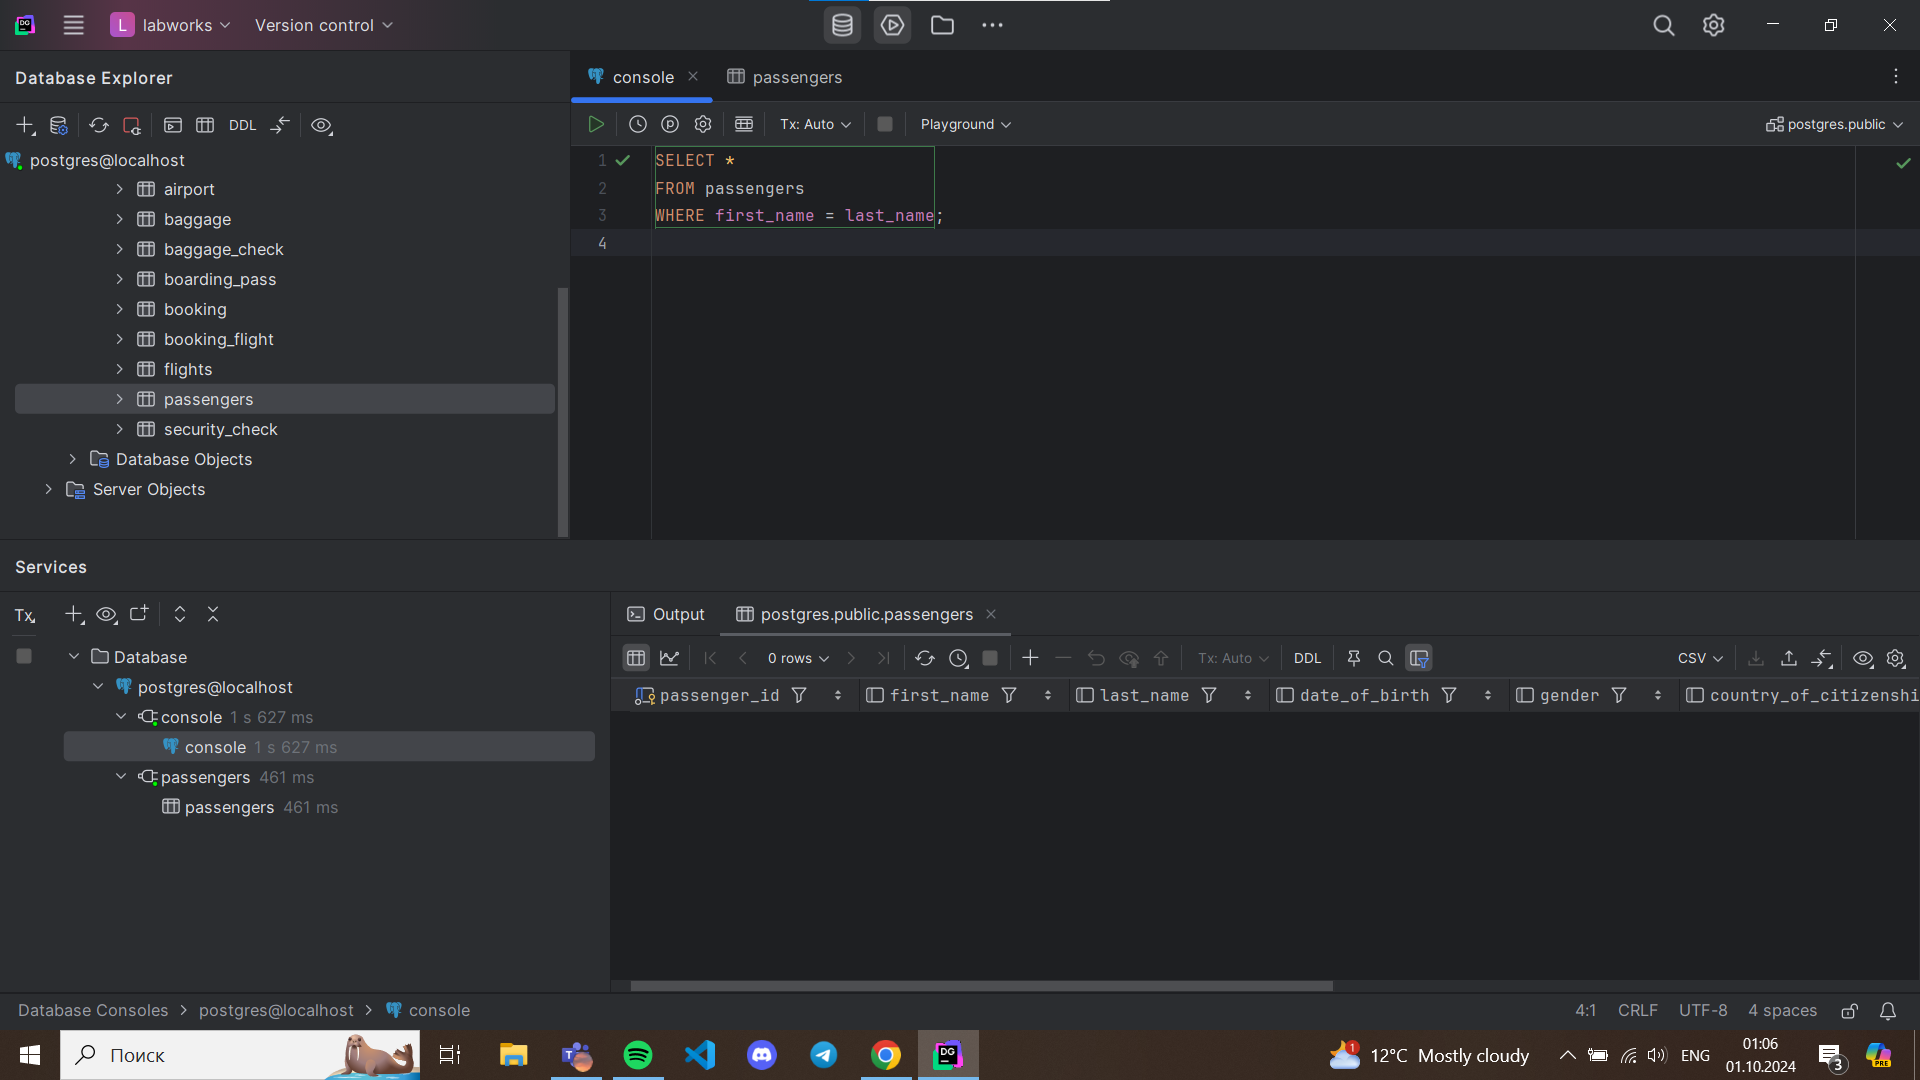 L labworks Version control
Database Explorer
console
passengers
DDL
Tx: Auto
Playground
postgres.public
postgres@localhost
airport
baggage
baggage_check
boarding_pass
booking
booking_flight
flights
passengers
security_check
Database Objects
Server Objects
1 SELECT *
2 FROM passengers
3 WHERE first_name = last_name;
4
Services
Tx
Database
postgres@localhost
console 1 s 627 ms
console 1 s 627 ms
passengers 461 ms
passengers 461 ms
Output
postgres.public.passengers
0 rows
Tx: Auto
DDL
CSV
passenger_id first_name last_name date_of_birth gender country_of_citizenshi
Database Consoles > postgres@localhost > console
4:1 CRLF UTF-8 4 spaces
Поиск
1
12°C Mostly cloudy
ENG
01:06
01.10.2024
3
PRE
DG
DG